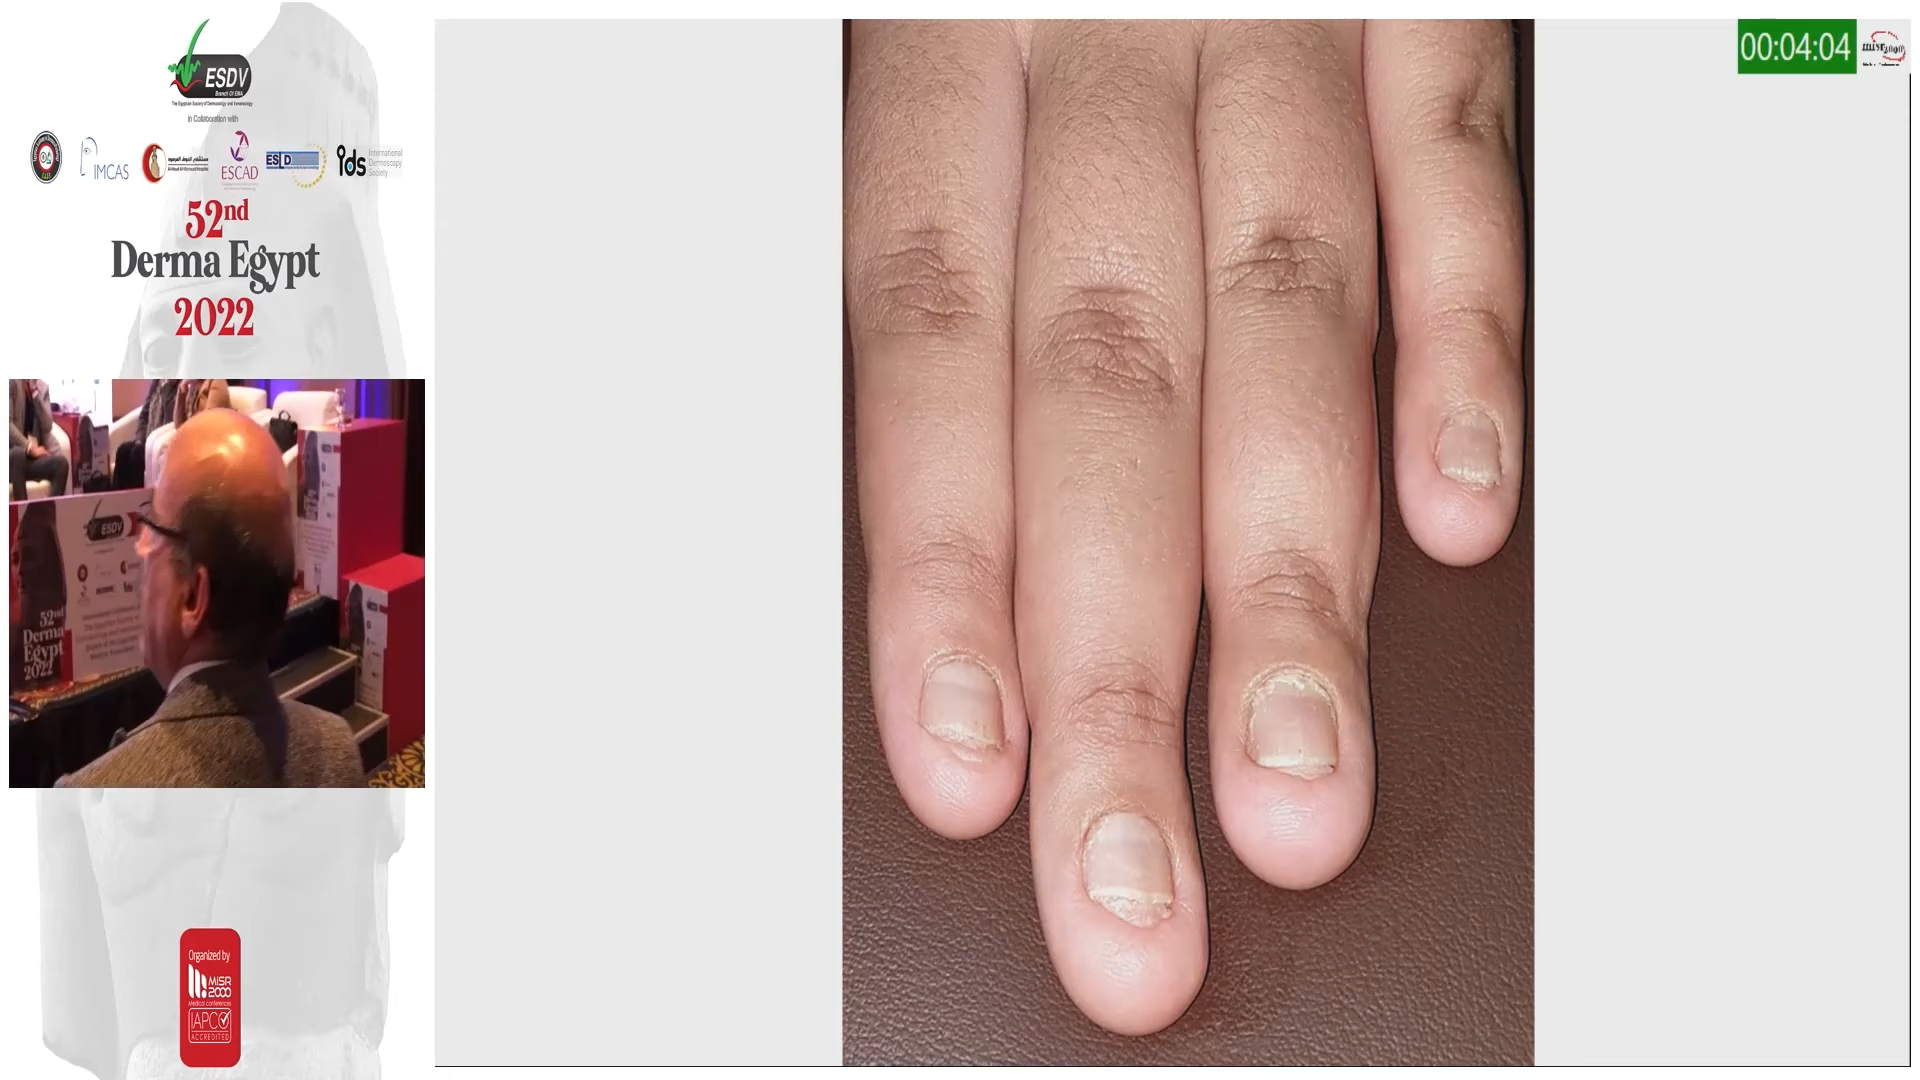 ESDV
Branch Of EMA
The Egyptian Society of Dermatology and Venereology
In Collaboration with
IMCAS
ESCAD
ESLD
ids International
Dermoscopy
Society
52nd
Derma Egypt
2022
00:04:04
ESDV
52nd
Derma
Egypt
2022
Organized by
MISR
2000
Medical conferences
IAPCO
ACCREDITED